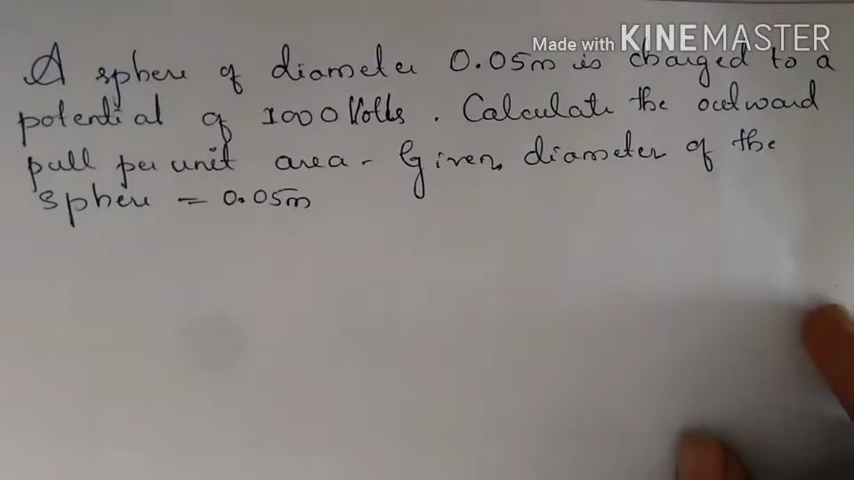 Made with KINEMASTER
A sphere of diameter 0.05m is charged to a
potential of 1000 Volts. Calculate the outward
pull per unit area. Given, diameter of the
sphere = 0.05m